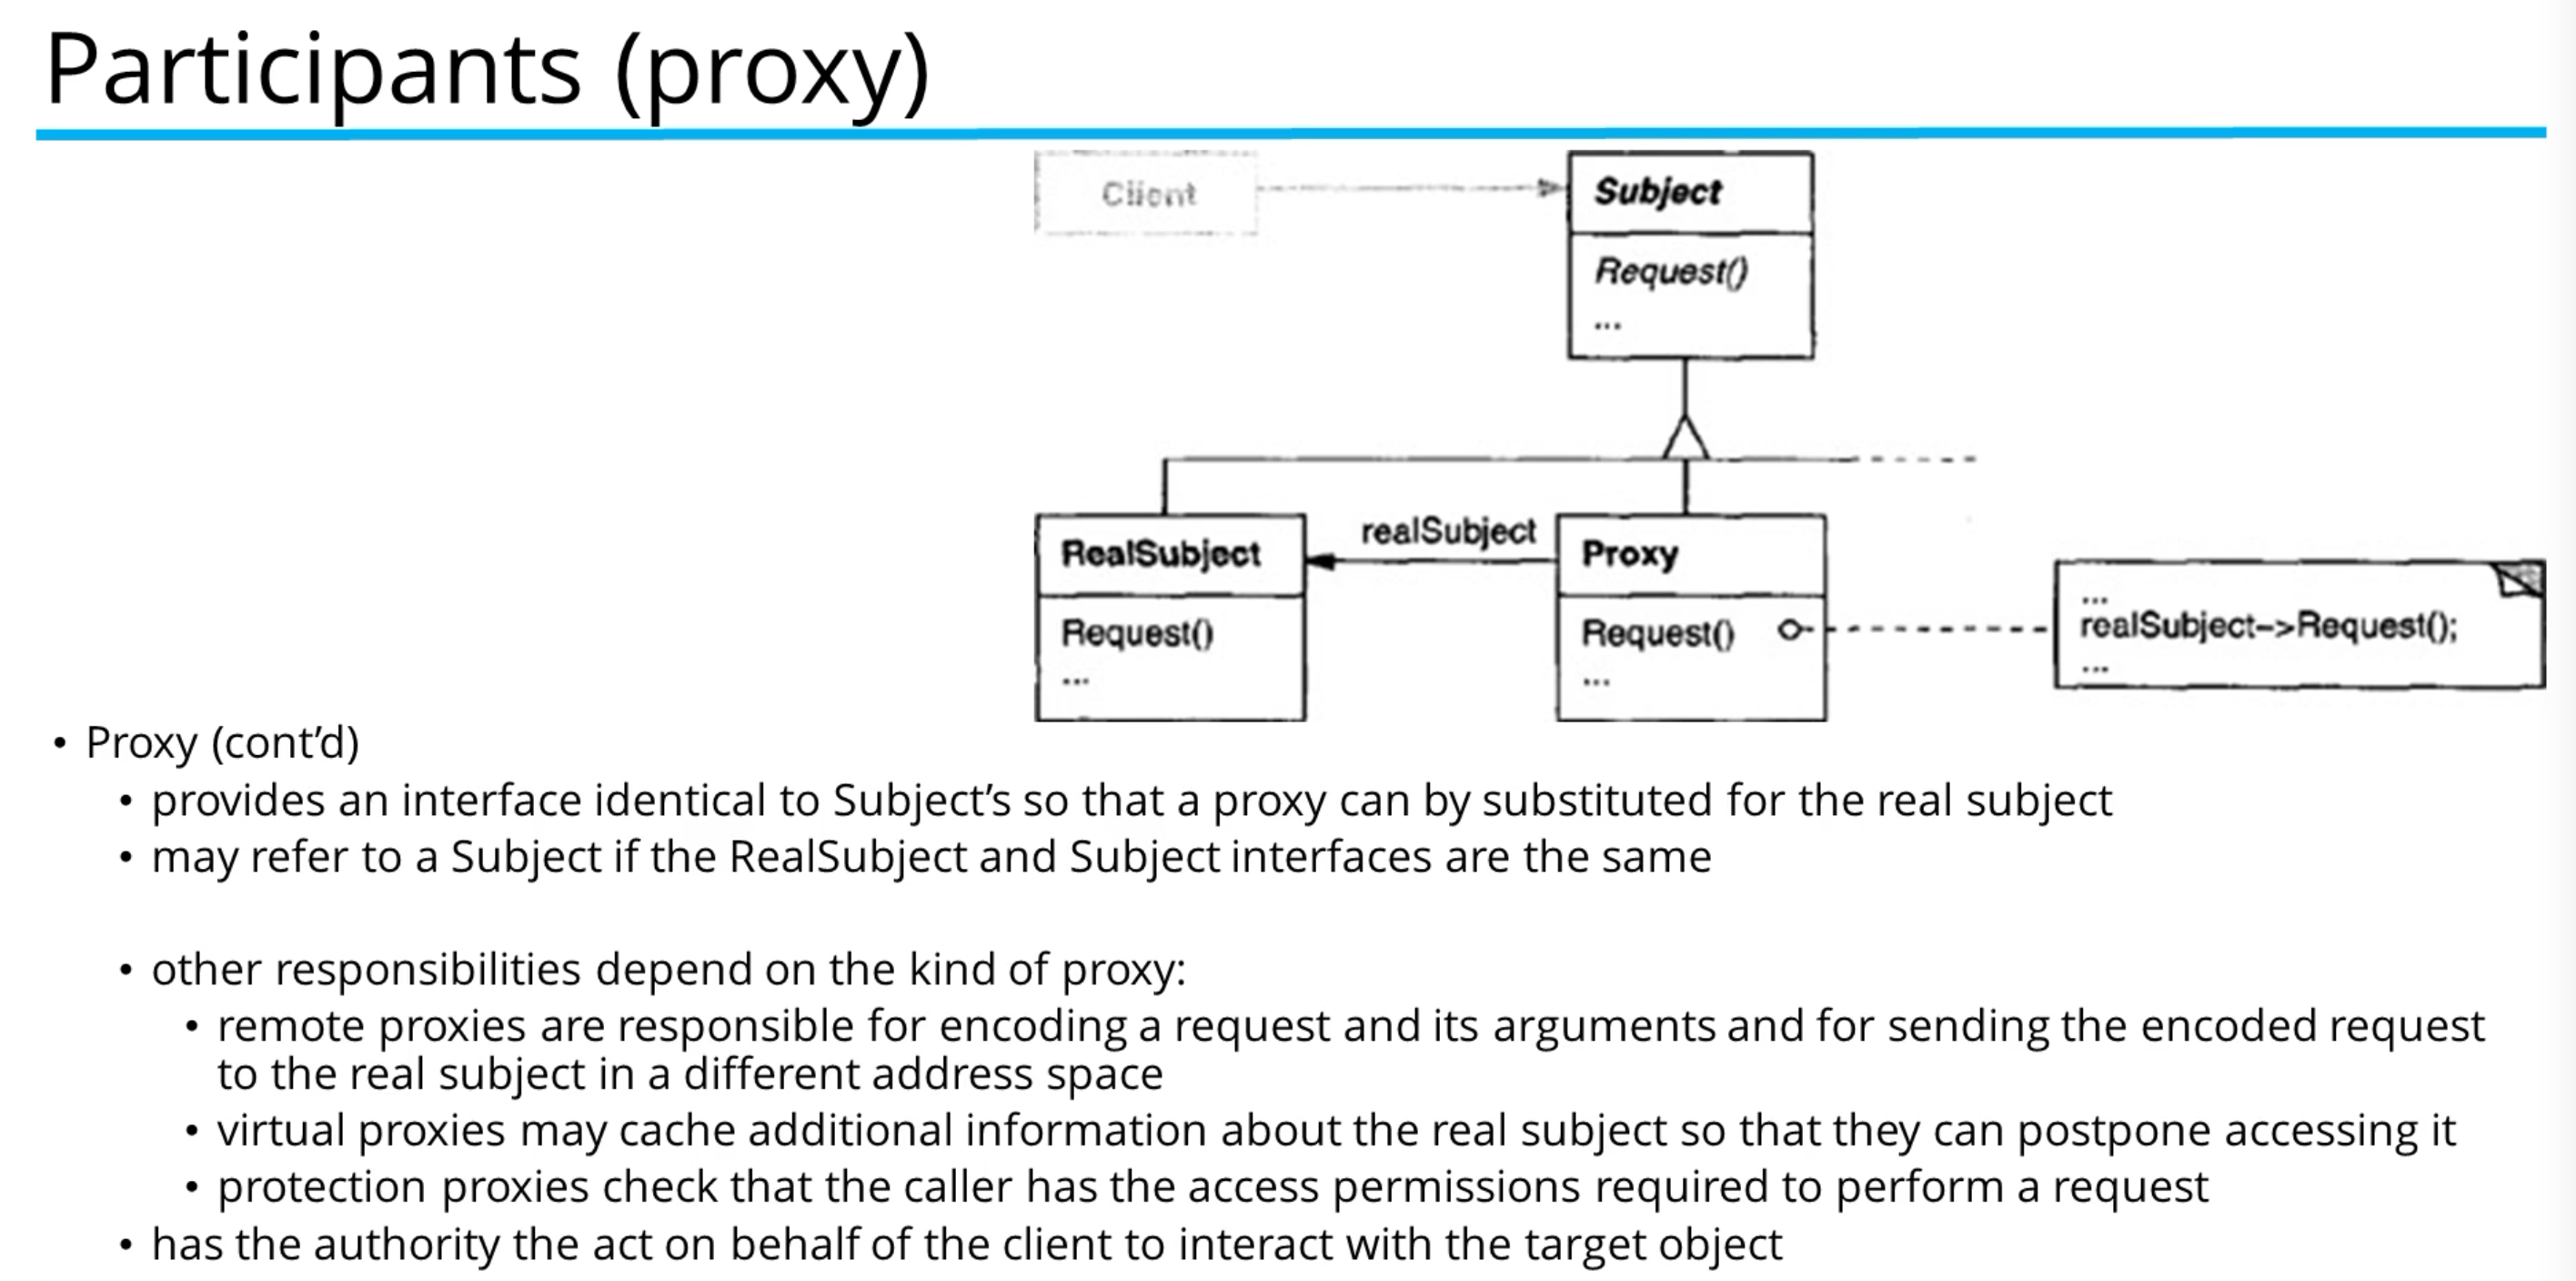 Participants (proxy)
Client
Subject
Request()
...
realSubject
RealSubject
Request()
...
Proxy
Request()
...
...
realSubject->Request();
...
• Proxy (cont’d)
• provides an interface identical to Subject’s so that a proxy can by substituted for the real subject
• may refer to a Subject if the RealSubject and Subject interfaces are the same
• other responsibilities depend on the kind of proxy:
• remote proxies are responsible for encoding a request and its arguments and for sending the encoded request
to the real subject in a different address space
• virtual proxies may cache additional information about the real subject so that they can postpone accessing it
• protection proxies check that the caller has the access permissions required to perform a request
• has the authority the act on behalf of the client to interact with the target object